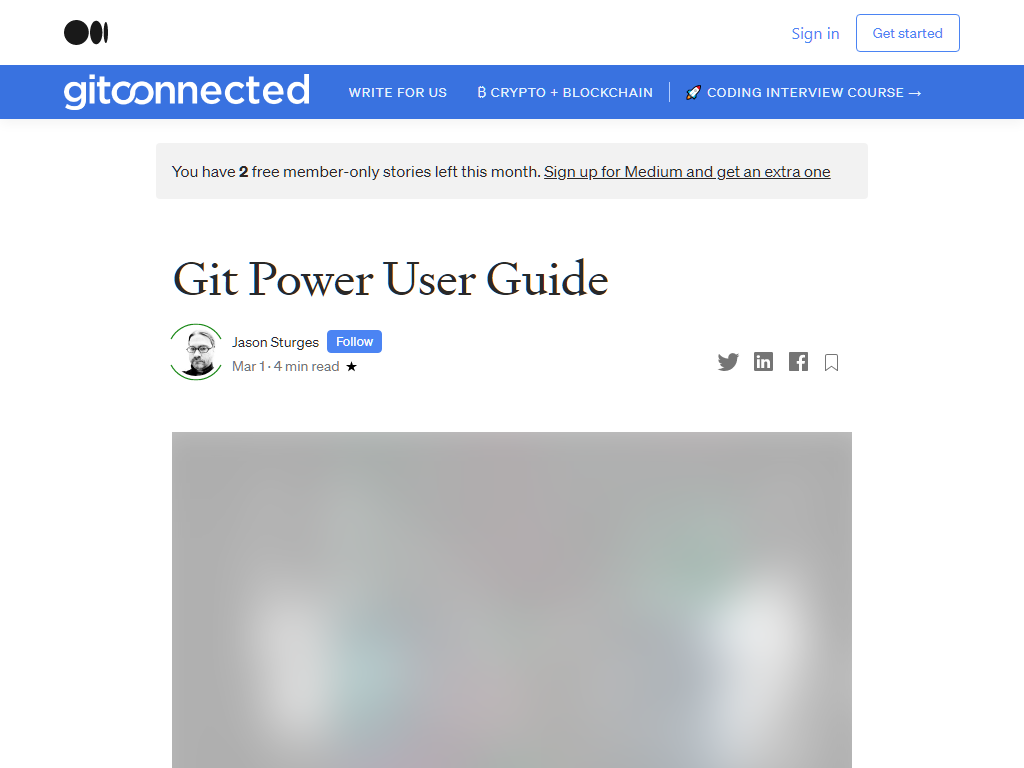 Sign in
Get started
gitconnected
WRITE FOR US
₿ CRYPTO + BLOCKCHAIN
🚀 CODING INTERVIEW COURSE →
You have 2 free member-only stories left this month. Sign up for Medium and get an extra one
Git Power User Guide
Jason Sturges
Follow
Mar 1 · 4 min read ★